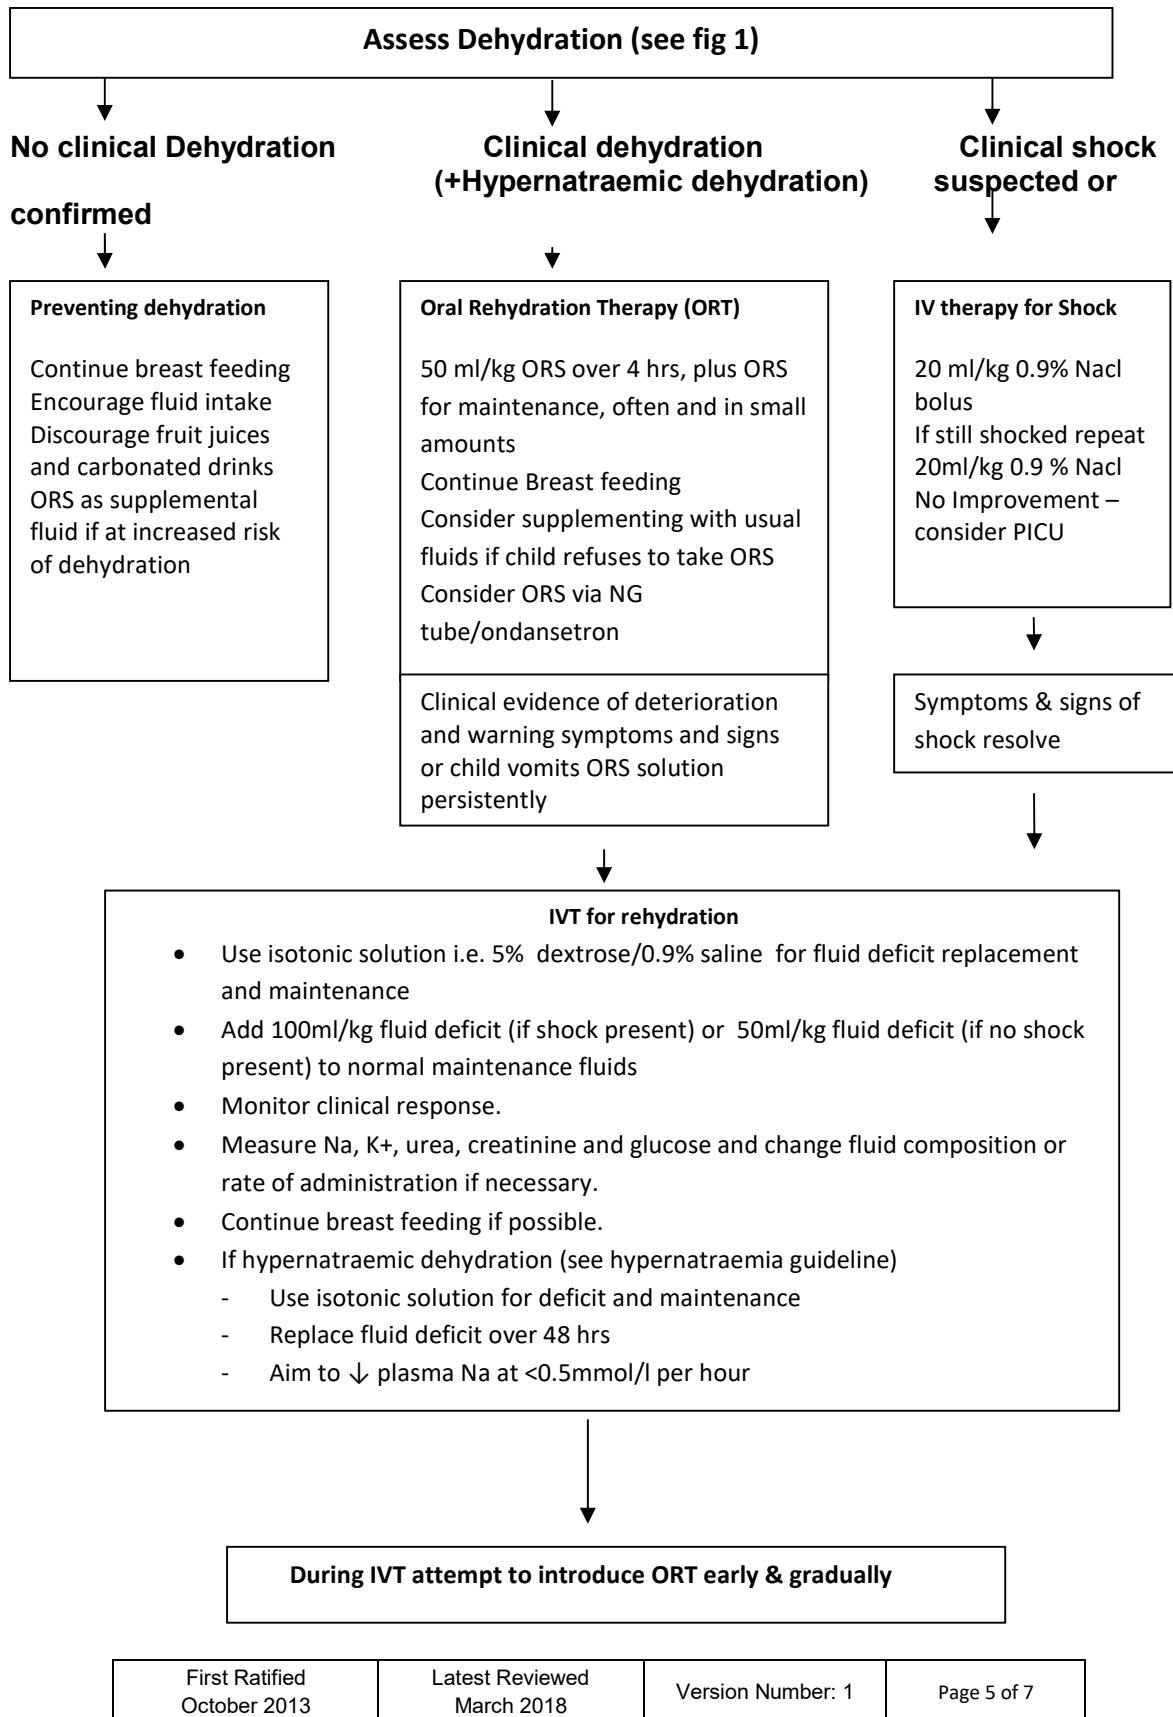 Assess Dehydration (see fig 1)
No clinical Dehydration Clinical dehydration Clinical shock
(+Hypernatraemic dehydration) suspected or
confirmed
Preventing dehydration
Continue breast feeding
Encourage fluid intake
Discourage fruit juices
and carbonated drinks
ORS as supplemental
fluid if at increased risk
of dehydration
Oral Rehydration Therapy (ORT)
50 ml/kg ORS over 4 hrs, plus ORS
for maintenance, often and in small
amounts
Continue Breast feeding
Consider supplementing with usual
fluids if child refuses to take ORS
Consider ORS via NG
tube/ondansetron
Clinical evidence of deterioration
and warning symptoms and signs
or child vomits ORS solution
persistently
IV therapy for Shock
20 ml/kg 0.9% Nacl
bolus
If still shocked repeat
20ml/kg 0.9 % Nacl
No Improvement –
consider PICU
Symptoms & signs of
shock resolve
IVT for rehydration
• Use isotonic solution i.e. 5% dextrose/0.9% saline for fluid deficit replacement
and maintenance
• Add 100ml/kg fluid deficit (if shock present) or 50ml/kg fluid deficit (if no shock
present) to normal maintenance fluids
• Monitor clinical response.
• Measure Na, K+, urea, creatinine and glucose and change fluid composition or
rate of administration if necessary.
• Continue breast feeding if possible.
• If hypernatraemic dehydration (see hypernatraemia guideline)
- Use isotonic solution for deficit and maintenance
- Replace fluid deficit over 48 hrs
- Aim to ↓ plasma Na at <0.5mmol/l per hour
During IVT attempt to introduce ORT early & gradually
First Ratified
October 2013
Latest Reviewed
March 2018
Version Number: 1
Page 5 of 7